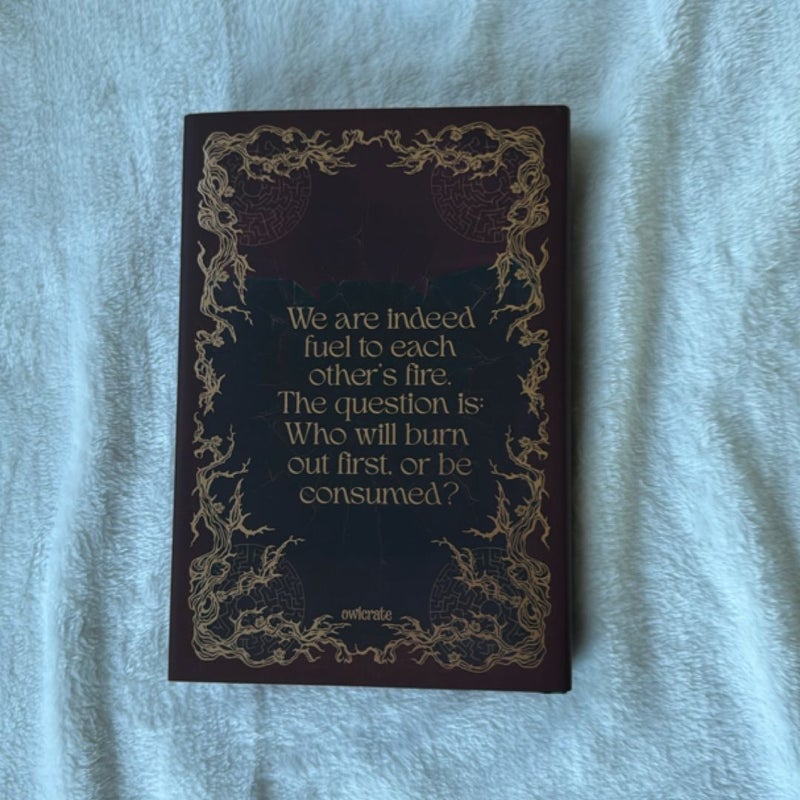 We are indeed
fuel to each
other's fire.
The question is:
Who will burn
out first, or be
consumed?
owlcrate